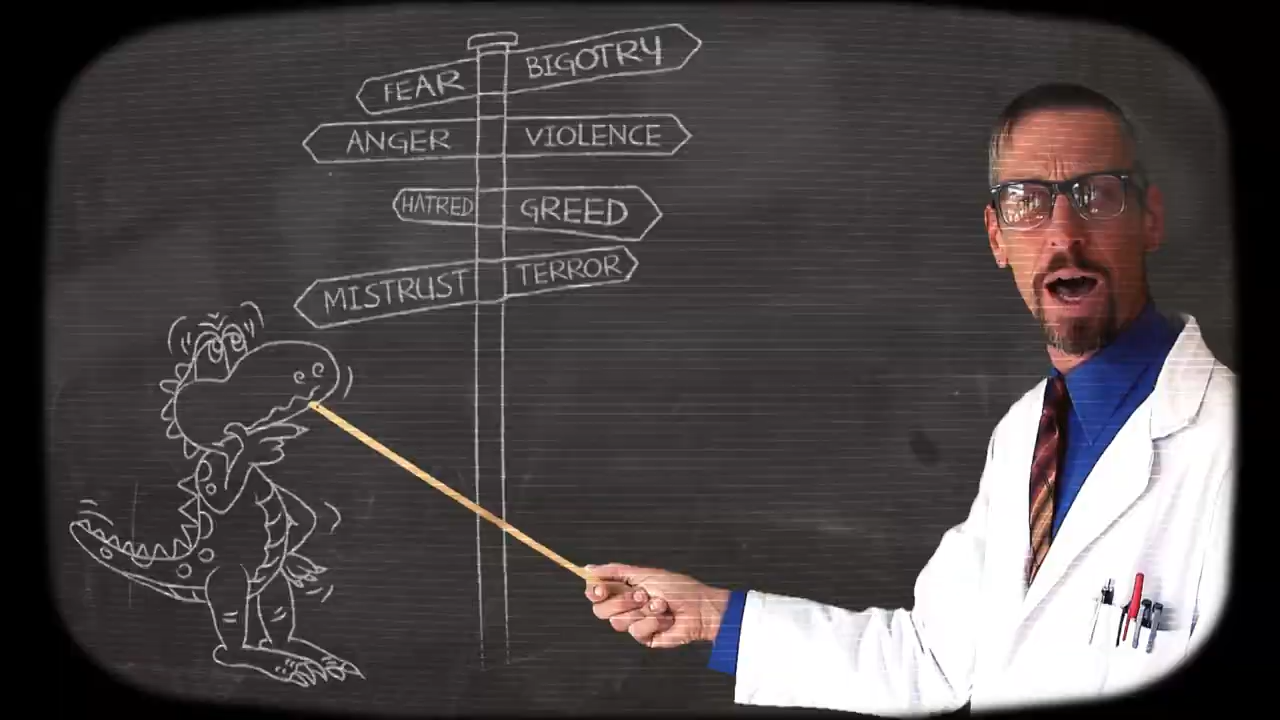 FEAR
BIGOTRY
ANGER
VIOLENCE
HATRED
GREED
MISTRUST
TERROR